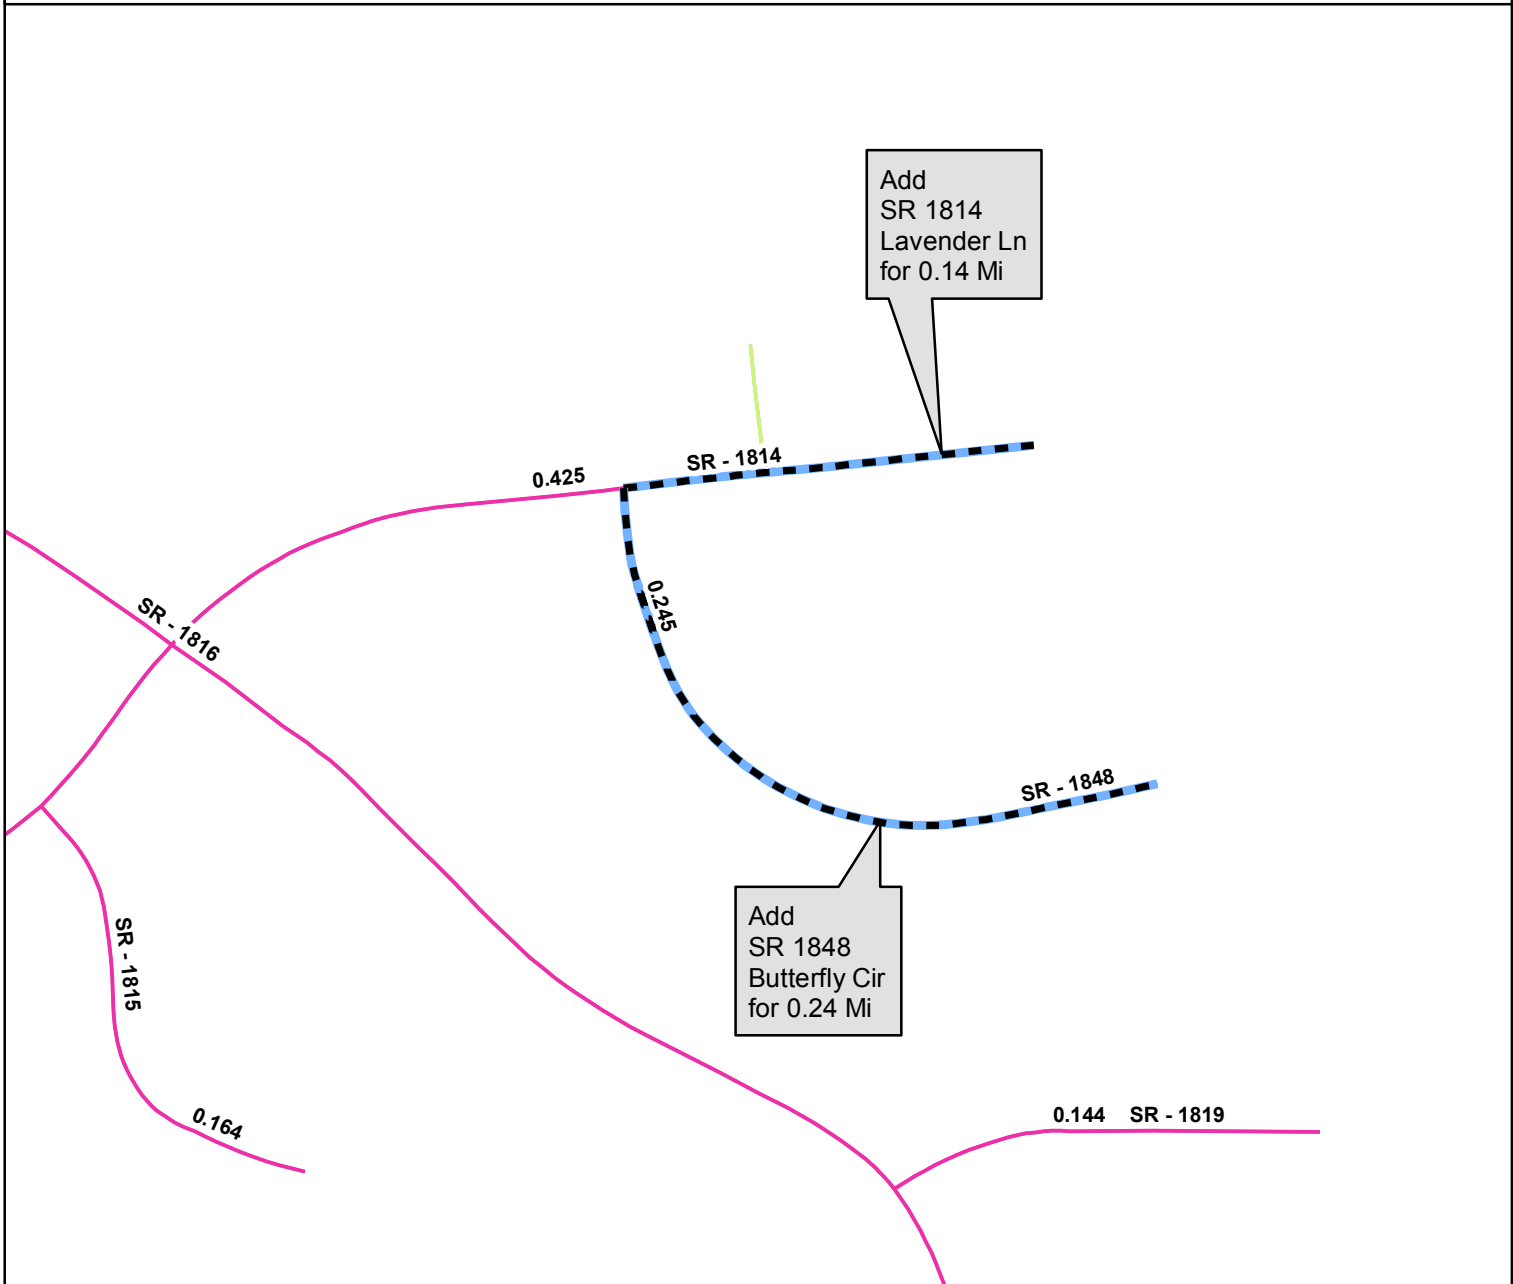 Add
SR 1814
Lavender Ln
for 0.14 Mi
SR - 1814
0.425
0.245
SR - 1816
SR - 1848
Add
SR 1848
Butterfly Cir
for 0.24 Mi
SR - 1815
0.164
0.144 SR - 1819